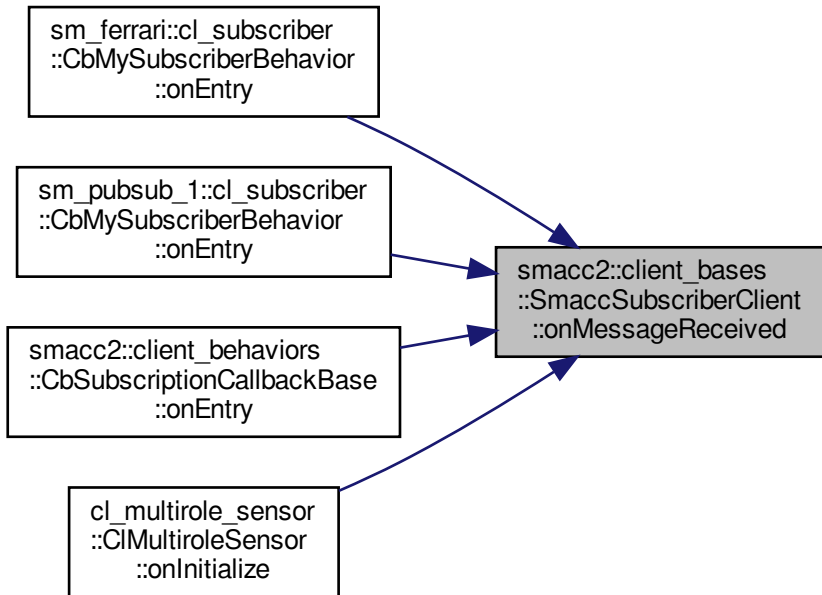 sm_ferrari::cl_subscriber
::CbMySubscriberBehavior
::onEntry
sm_pubsub_1::cl_subscriber
::CbMySubscriberBehavior
::onEntry
smacc2::client_behaviors
::CbSubscriptionCallbackBase
::onEntry
cl_multirole_sensor
::ClMultiroleSensor
::onInitialize
smacc2::client_bases
::SmaccSubscriberClient
::onMessageReceived